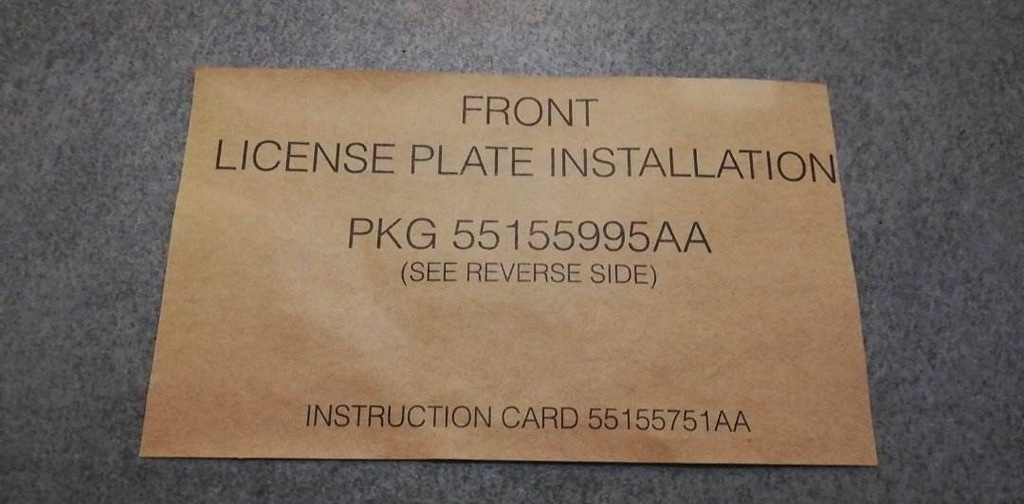 FRONT
LICENSE PLATE INSTALLATION
PKG 55155995AA
(SEE REVERSE SIDE)
INSTRUCTION CARD 55155751AA